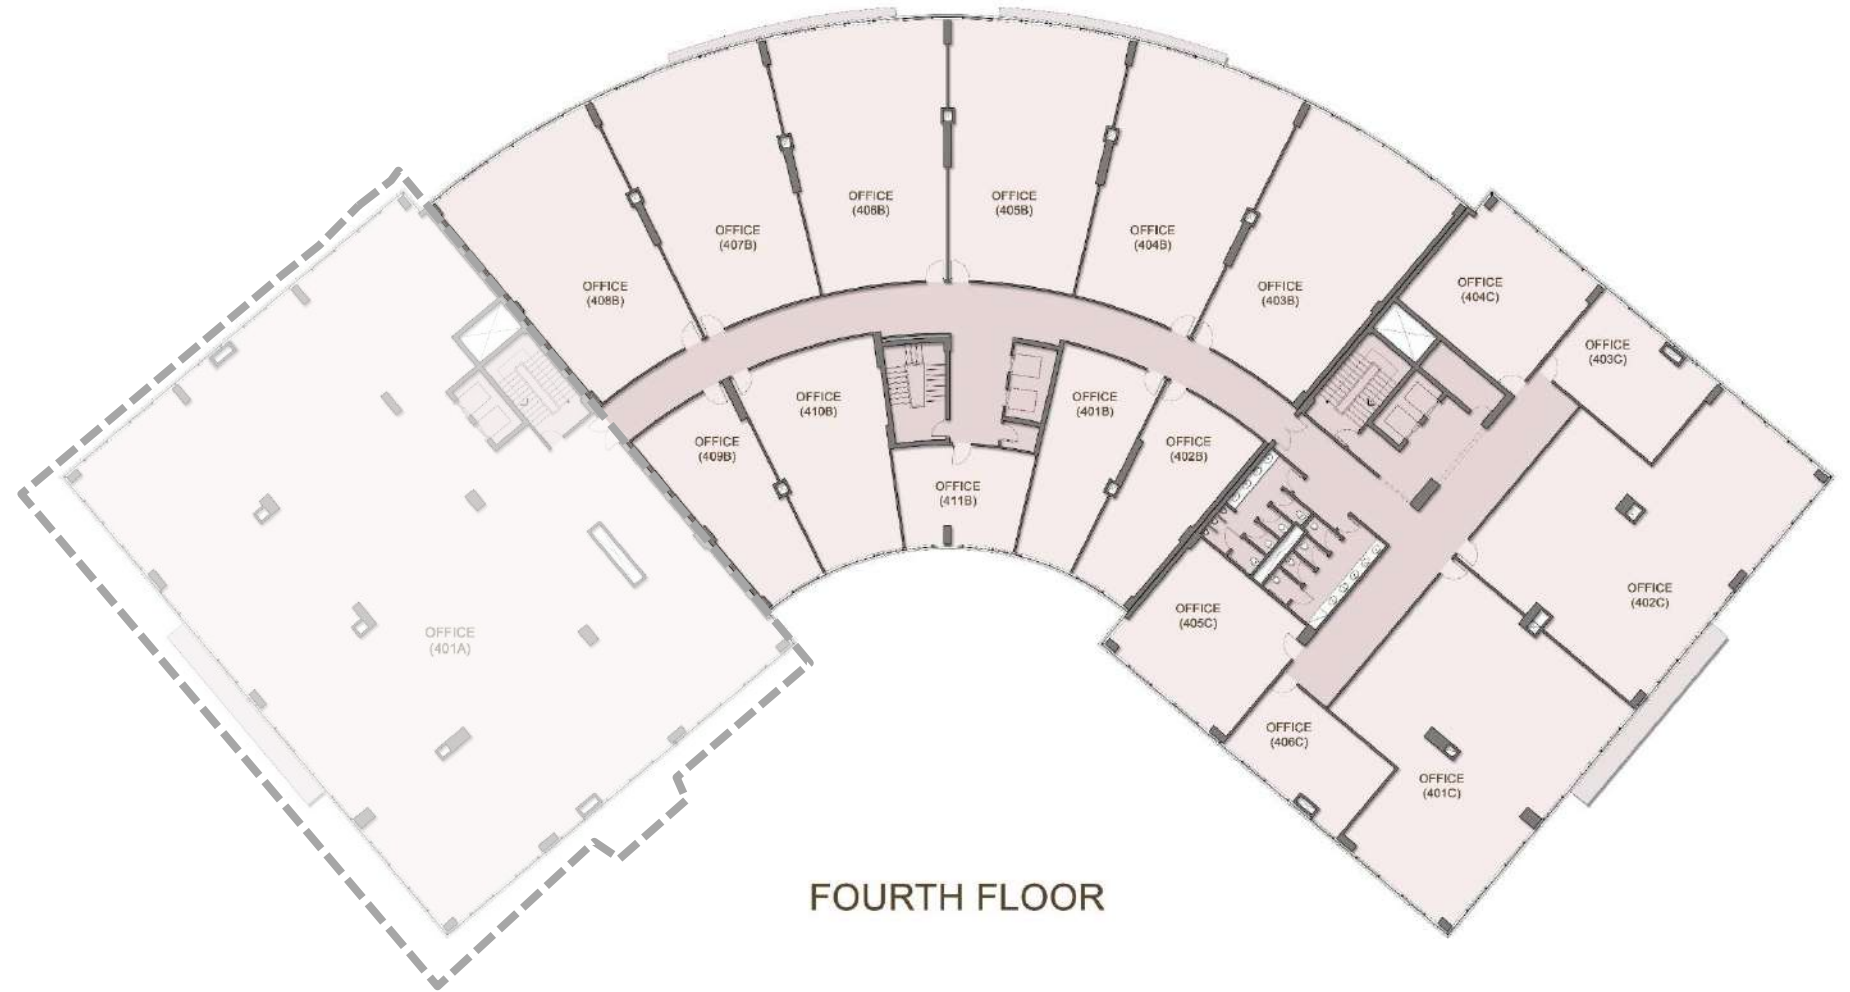 OFFICE
(406B)
OFFICE
(405B)
OFFICE
(407B)
OFFICE
(404B)
OFFICE
(408B)
OFFICE
(403B)
OFFICE
(404C)
OFFICE
(403C)
OFFICE
(410B)
OFFICE
(401B)
OFFICE
(409B)
OFFICE
(402B)
OFFICE
(411B)
OFFICE
(402C)
OFFICE
(405C)
OFFICE
(401A)
OFFICE
(406C)
OFFICE
(401C)
FOURTH FLOOR